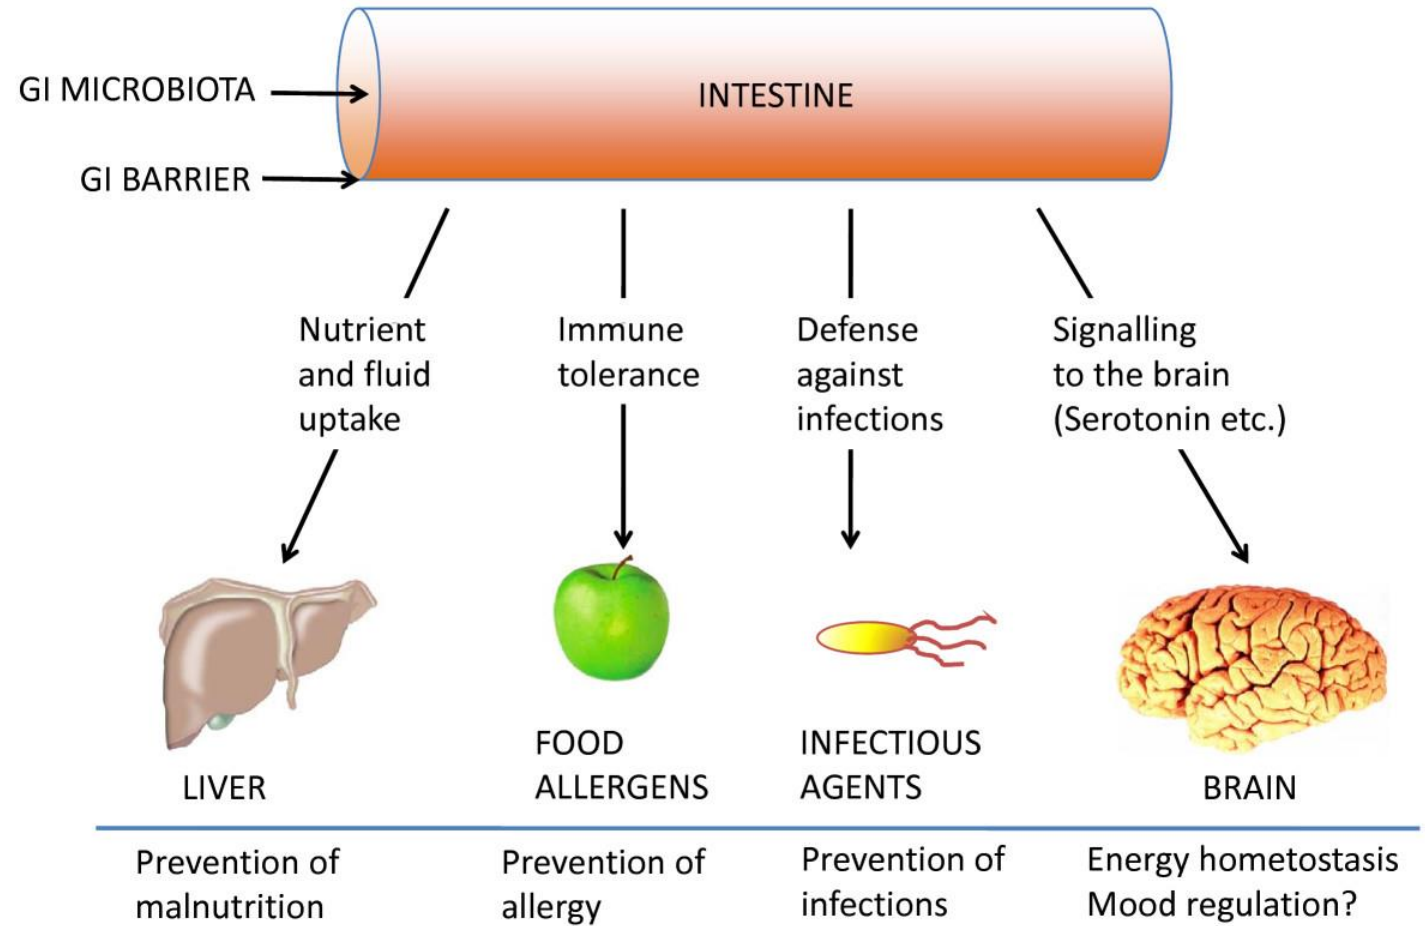 GI MICROBIOTA
INTESTINE
GI BARRIER
Nutrient
and fluid
uptake
Immune
tolerance
Defense
against
infections
Signalling
to the brain
(Serotonin etc.)
LIVER
FOOD
ALLERGENS
INFECTIOUS
AGENTS
BRAIN
Prevention of
malnutrition
Prevention of
allergy
Prevention of
infections
Energy hometostasis
Mood regulation?